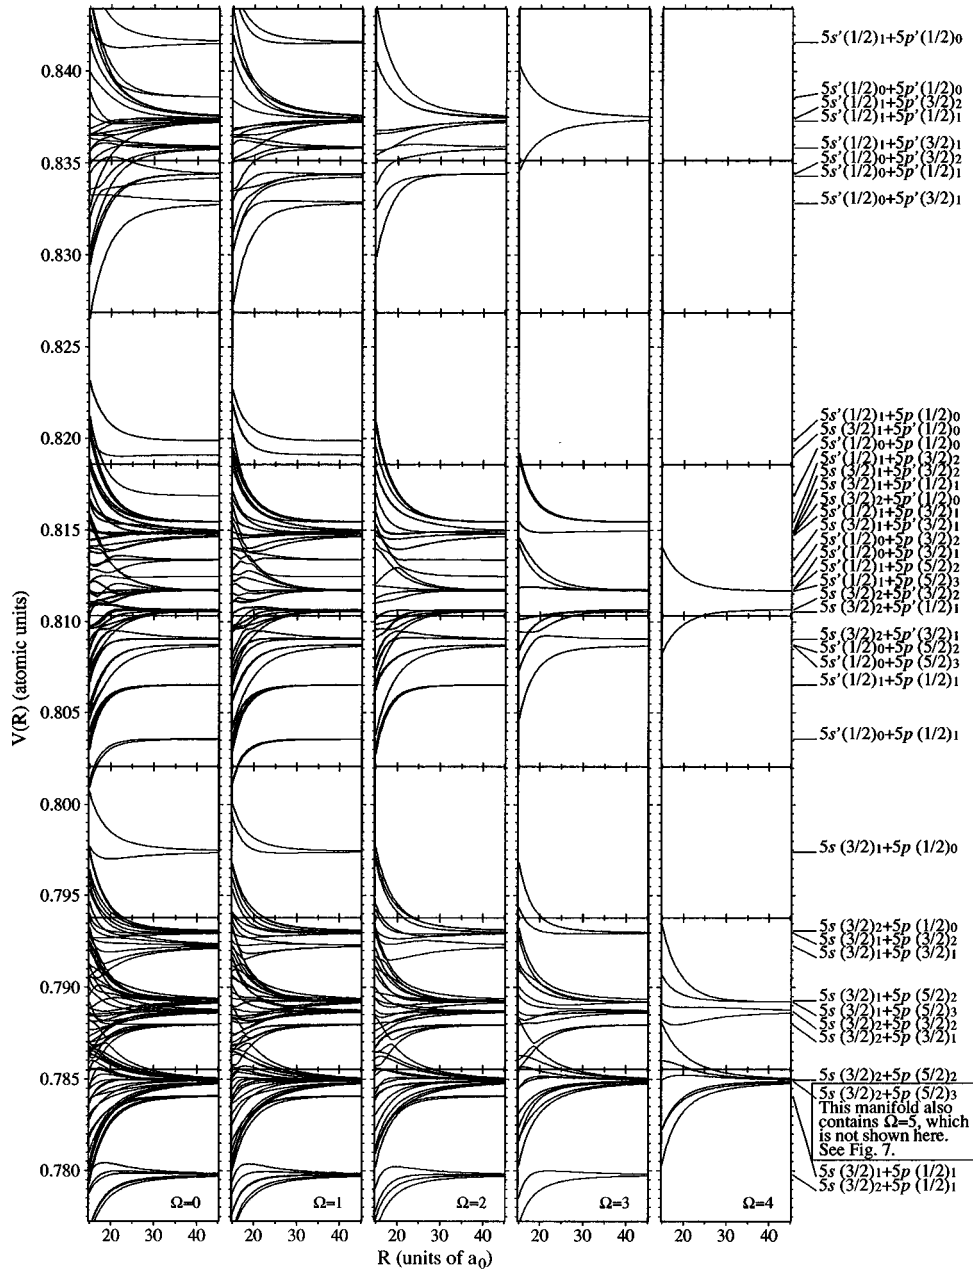 5s′(1/2)1+5p′(1/2)0
0.840
5s′(1/2)0+5p′(1/2)0
5s′(1/2)1+5p′(3/2)2
5s′(1/2)1+5p′(1/2)1
5s′(1/2)1+5p′(3/2)1
0.835
5s′(1/2)0+5p′(3/2)2
5s′(1/2)0+5p′(1/2)1
5s′(1/2)0+5p′(3/2)1
0.830
0.825
5s′(1/2)1+5p (1/2)0
0.820
5s (3/2)1+5p′(1/2)0
5s′(1/2)0+5p (1/2)0
5s′(1/2)1+5p (3/2)2
5s (3/2)1+5p′(3/2)2
5s (3/2)1+5p′(1/2)1
5s (3/2)2+5p′(1/2)0
0.815
5s′(1/2)1+5p (3/2)1
5s (3/2)1+5p′(3/2)1
5s′(1/2)0+5p (3/2)2
5s′(1/2)0+5p (3/2)1
5s′(1/2)1+5p (5/2)2
5s′(1/2)1+5p (5/2)3
5s (3/2)2+5p′(3/2)2
5s (3/2)2+5p′(1/2)1
0.810
5s (3/2)2+5p′(3/2)1
5s′(1/2)0+5p (5/2)2
5s′(1/2)0+5p (5/2)3
5s′(1/2)1+5p (1/2)1
0.805
5s′(1/2)0+5p (1/2)1
V(R) (atomic units)
0.800
5s (3/2)1+5p (1/2)0
0.795
5s (3/2)2+5p (1/2)0
5s (3/2)1+5p (3/2)2
5s (3/2)1+5p (3/2)1
0.790
5s (3/2)1+5p (5/2)2
5s (3/2)1+5p (5/2)3
5s (3/2)2+5p (3/2)2
5s (3/2)2+5p (3/2)1
0.785
5s (3/2)2+5p (5/2)2
5s (3/2)2+5p (5/2)3
This manifold also
contains Ω=5, which
is not shown here.
See Fig. 7.
0.780
5s (3/2)1+5p (1/2)1
5s (3/2)2+5p (1/2)1
Ω=0 Ω=1 Ω=2 Ω=3 Ω=4
20 30 40 20 30 40 20 30 40 20 30 40 20 30 40
R (units of a0)